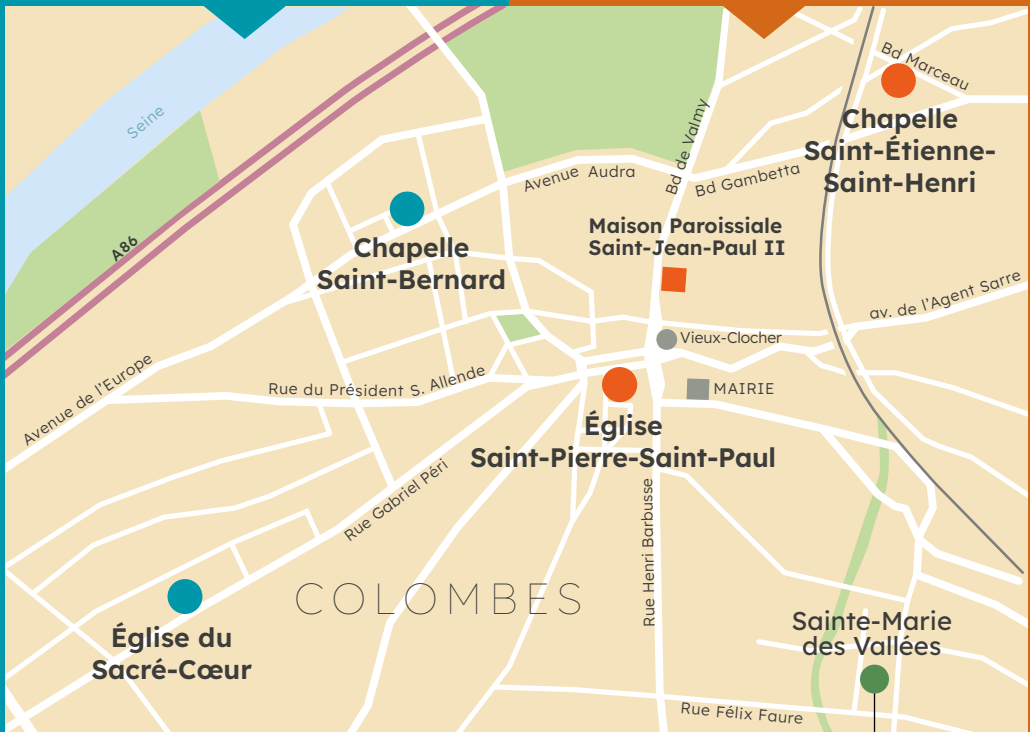 Bd Marceau
Seine
Chapelle
Saint-Étienne-
Saint-Henri
Bd de Valmy
Avenue Audra
Bd Gambetta
Maison Paroissiale
Saint-Jean-Paul II
A86
Chapelle
Saint-Bernard
av. de l'Agent Sarre
Vieux-Clocher
Avenue de l'Europe
Rue du Président S. Allende
MAIRIE
Église
Saint-Pierre-Saint-Paul
Rue Gabriel Péri
Rue Henri Barbusse
COLOMBES
Église du
Sacré-Cœur
Sainte-Marie
des Vallées
Rue Félix Faure